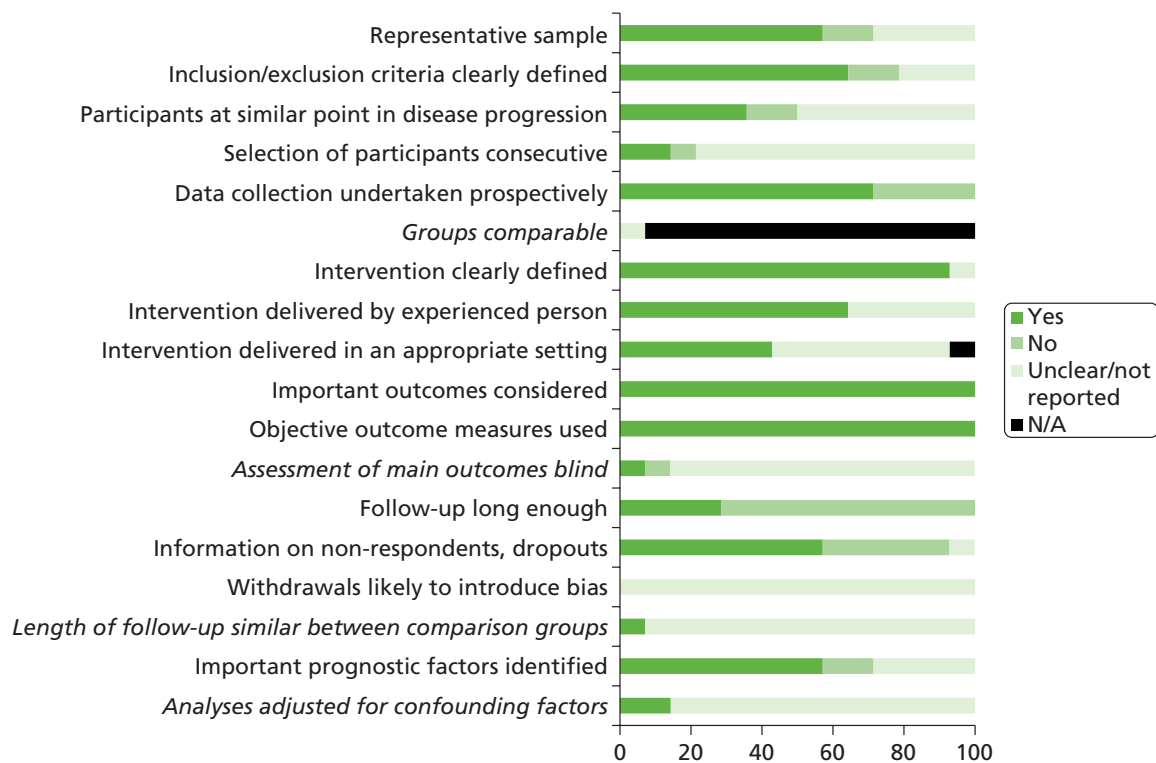 Representative sample
Inclusion/exclusion criteria clearly defined
Participants at similar point in disease progression
Selection of participants consecutive
Data collection undertaken prospectively
Groups comparable
Intervention clearly defined
Intervention delivered by experienced person
Intervention delivered in an appropriate setting
Important outcomes considered
Objective outcome measures used
Assessment of main outcomes blind
Follow-up long enough
Information on non-respondents, dropouts
Withdrawals likely to introduce bias
Length of follow-up similar between comparison groups
Important prognostic factors identified
Analyses adjusted for confounding factors
0 20 40 60 80 100
Yes
No
Unclear/not
reported
N/A